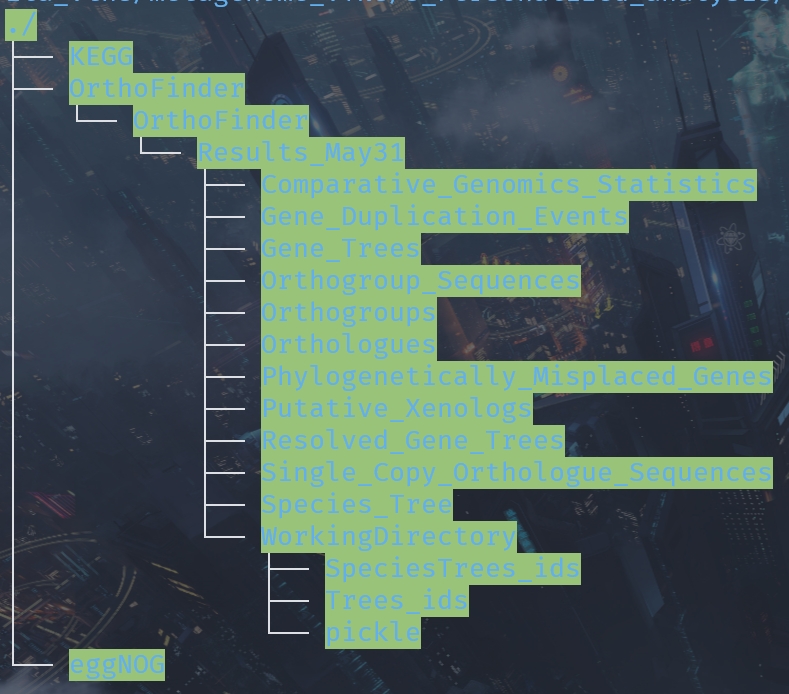 ./
├── KEGG
├── OrthoFinder
│   └── OrthoFinder
│       └── Results_May31
│           ├── Comparative_Genomics_Statistics
│           ├── Gene_Duplication_Events
│           ├── Gene_Trees
│           ├── Orthogroup_Sequences
│           ├── Orthogroups
│           ├── Orthologues
│           ├── Phylogenetically_Misplaced_Genes
│           ├── Putative_Xenologs
│           ├── Resolved_Gene_Trees
│           ├── Single_Copy_Orthologue_Sequences
│           ├── Species_Tree
│           └── WorkingDirectory
│               ├── SpeciesTrees_ids
│               ├── Trees_ids
│               └── pickle
└── eggNOG